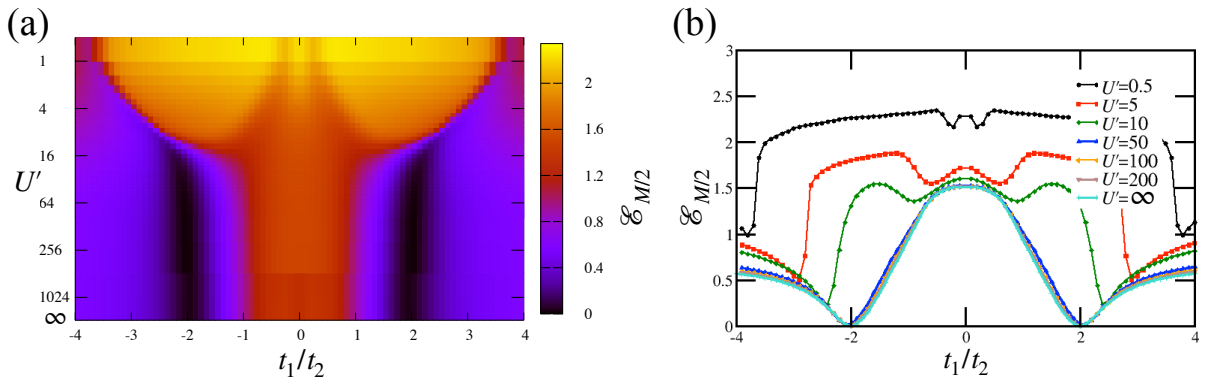 (a)
1
4
16
U′
64
256
1024
∞
-4 -3 -2 -1 0 1 2 3 4
t₁/t₂
2
1.6
1.2
0.8
0.4
0
ℰ_M/2
(b)
3
2.5
2
1.5
1
0.5
0
ℰ_M/2
U′=0.5
U′=5
U′=10
U′=50
U′=100
U′=200
U′=∞
-4 -2 0 2 4
t₁/t₂